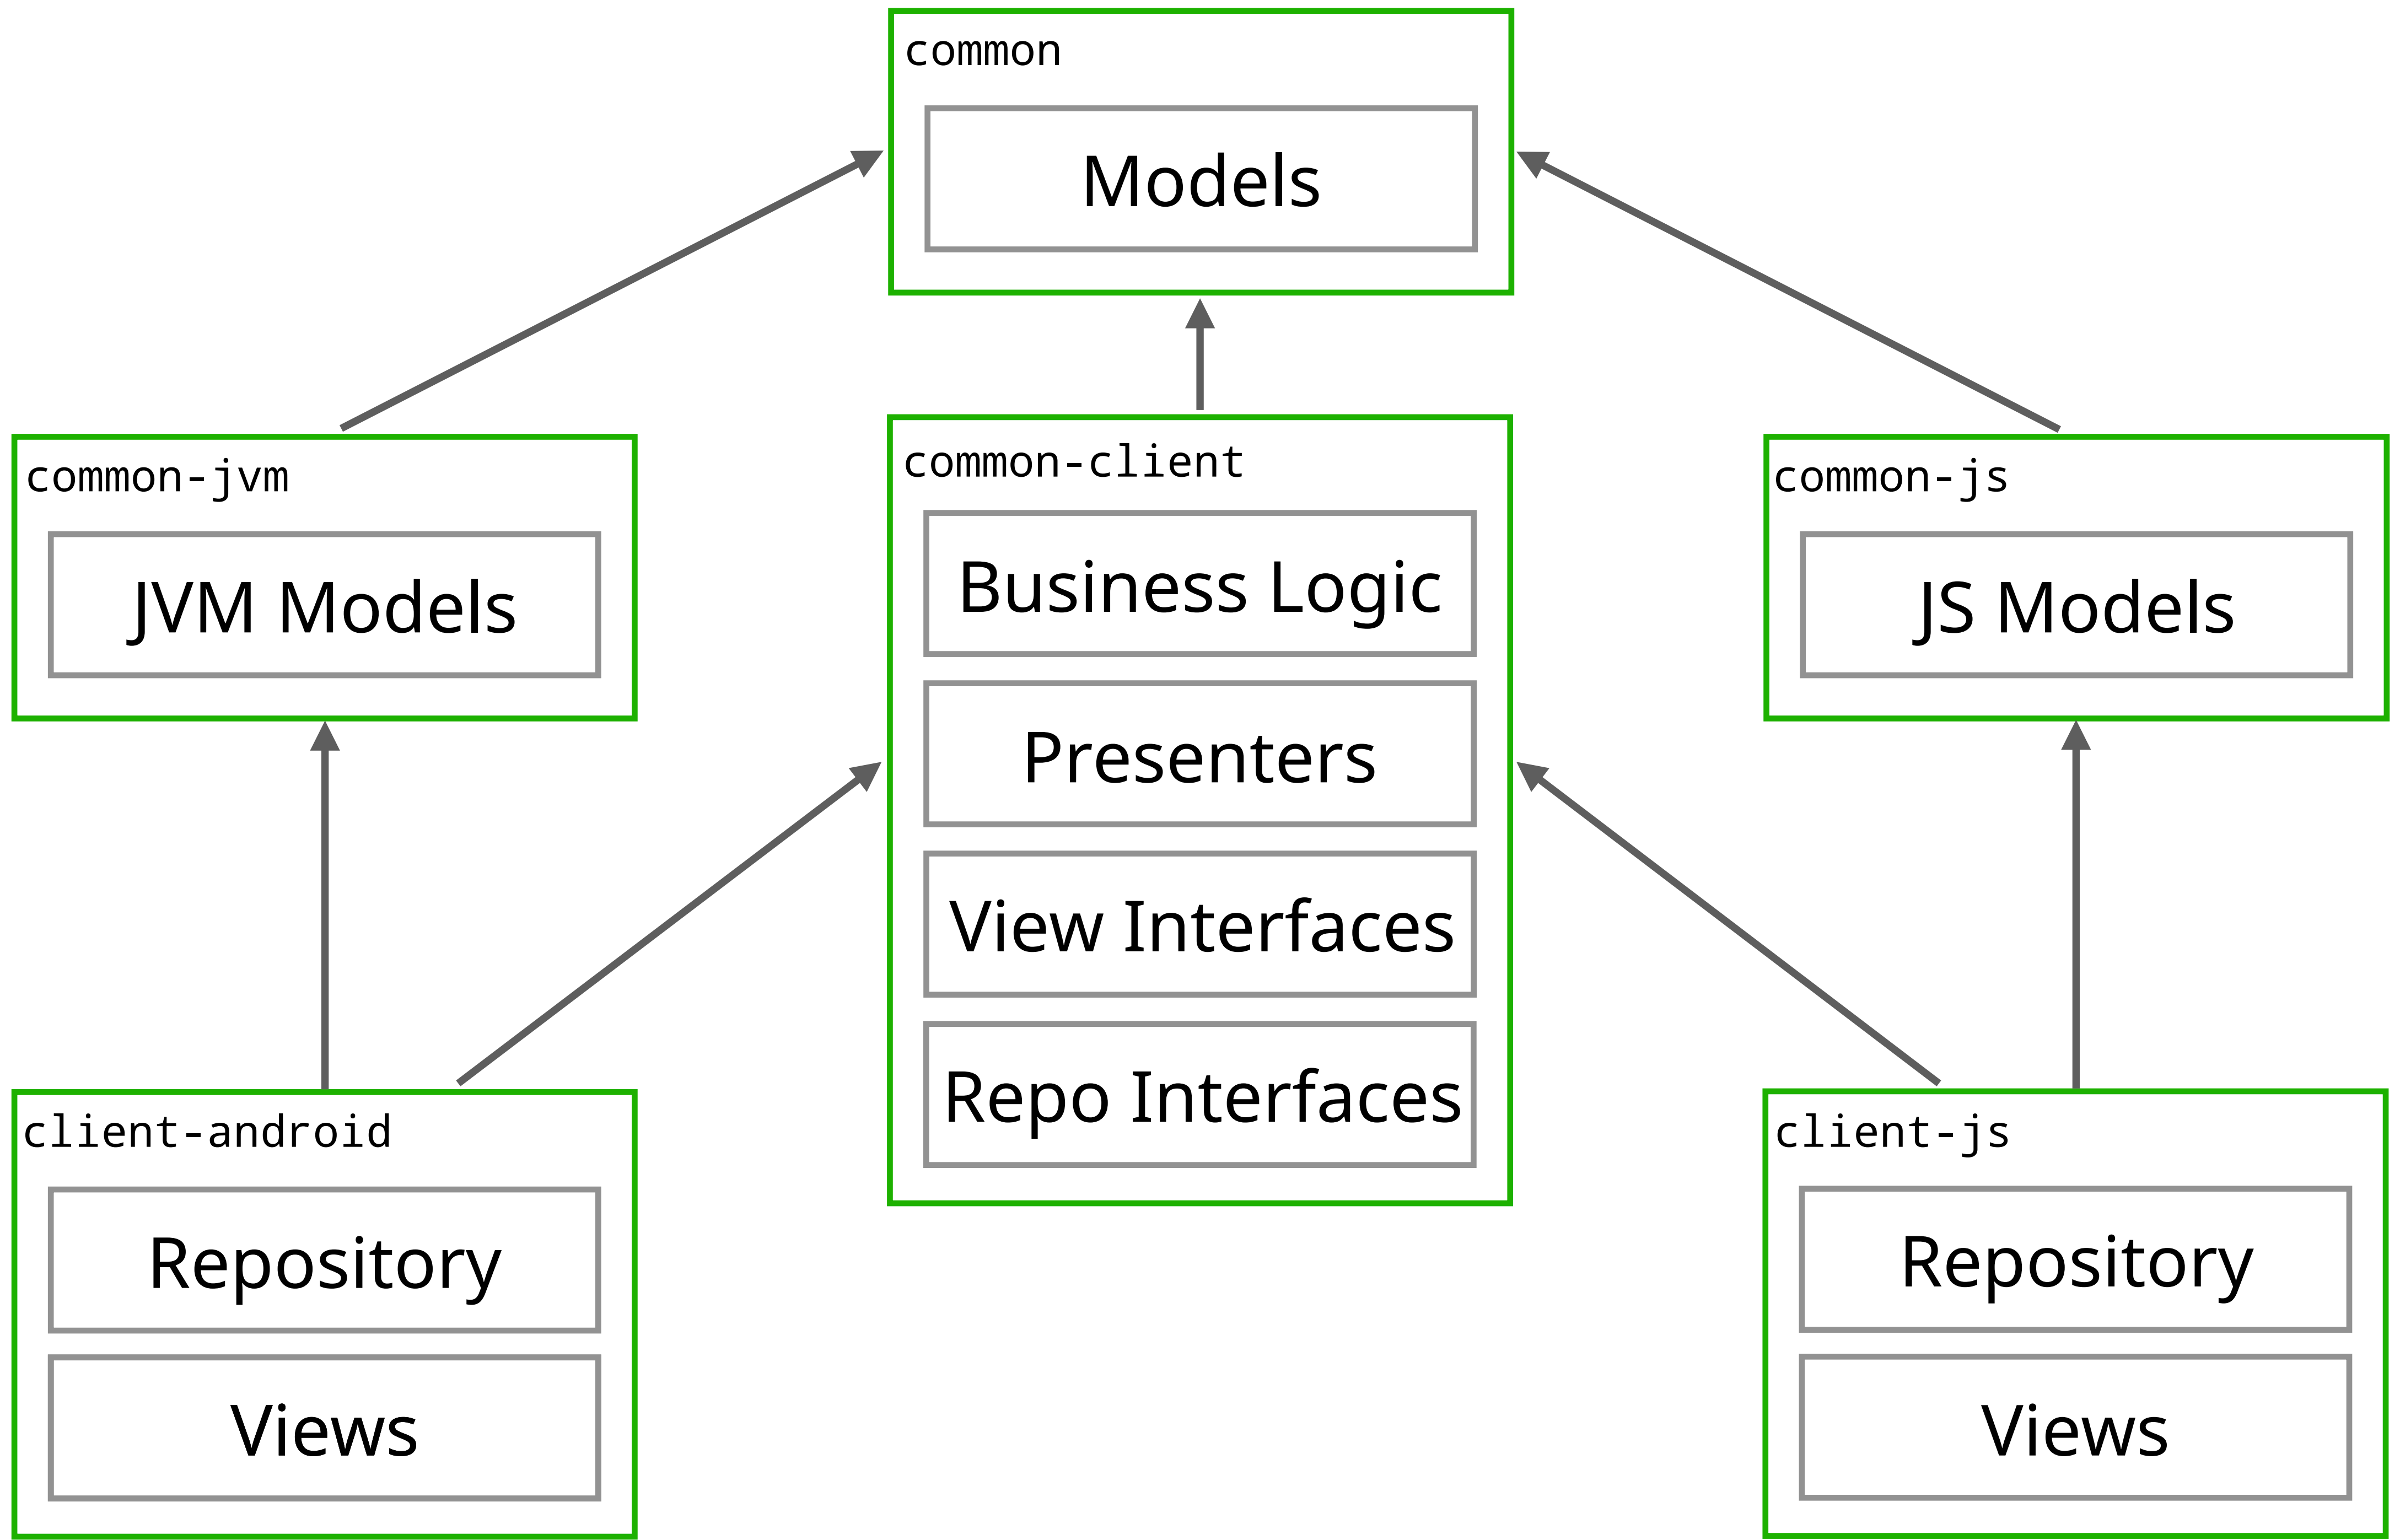 common
Models
common-jvm
JVM Models
common-client
Business Logic
Presenters
View Interfaces
Repo Interfaces
common-js
JS Models
client-android
Repository
Views
client-js
Repository
Views